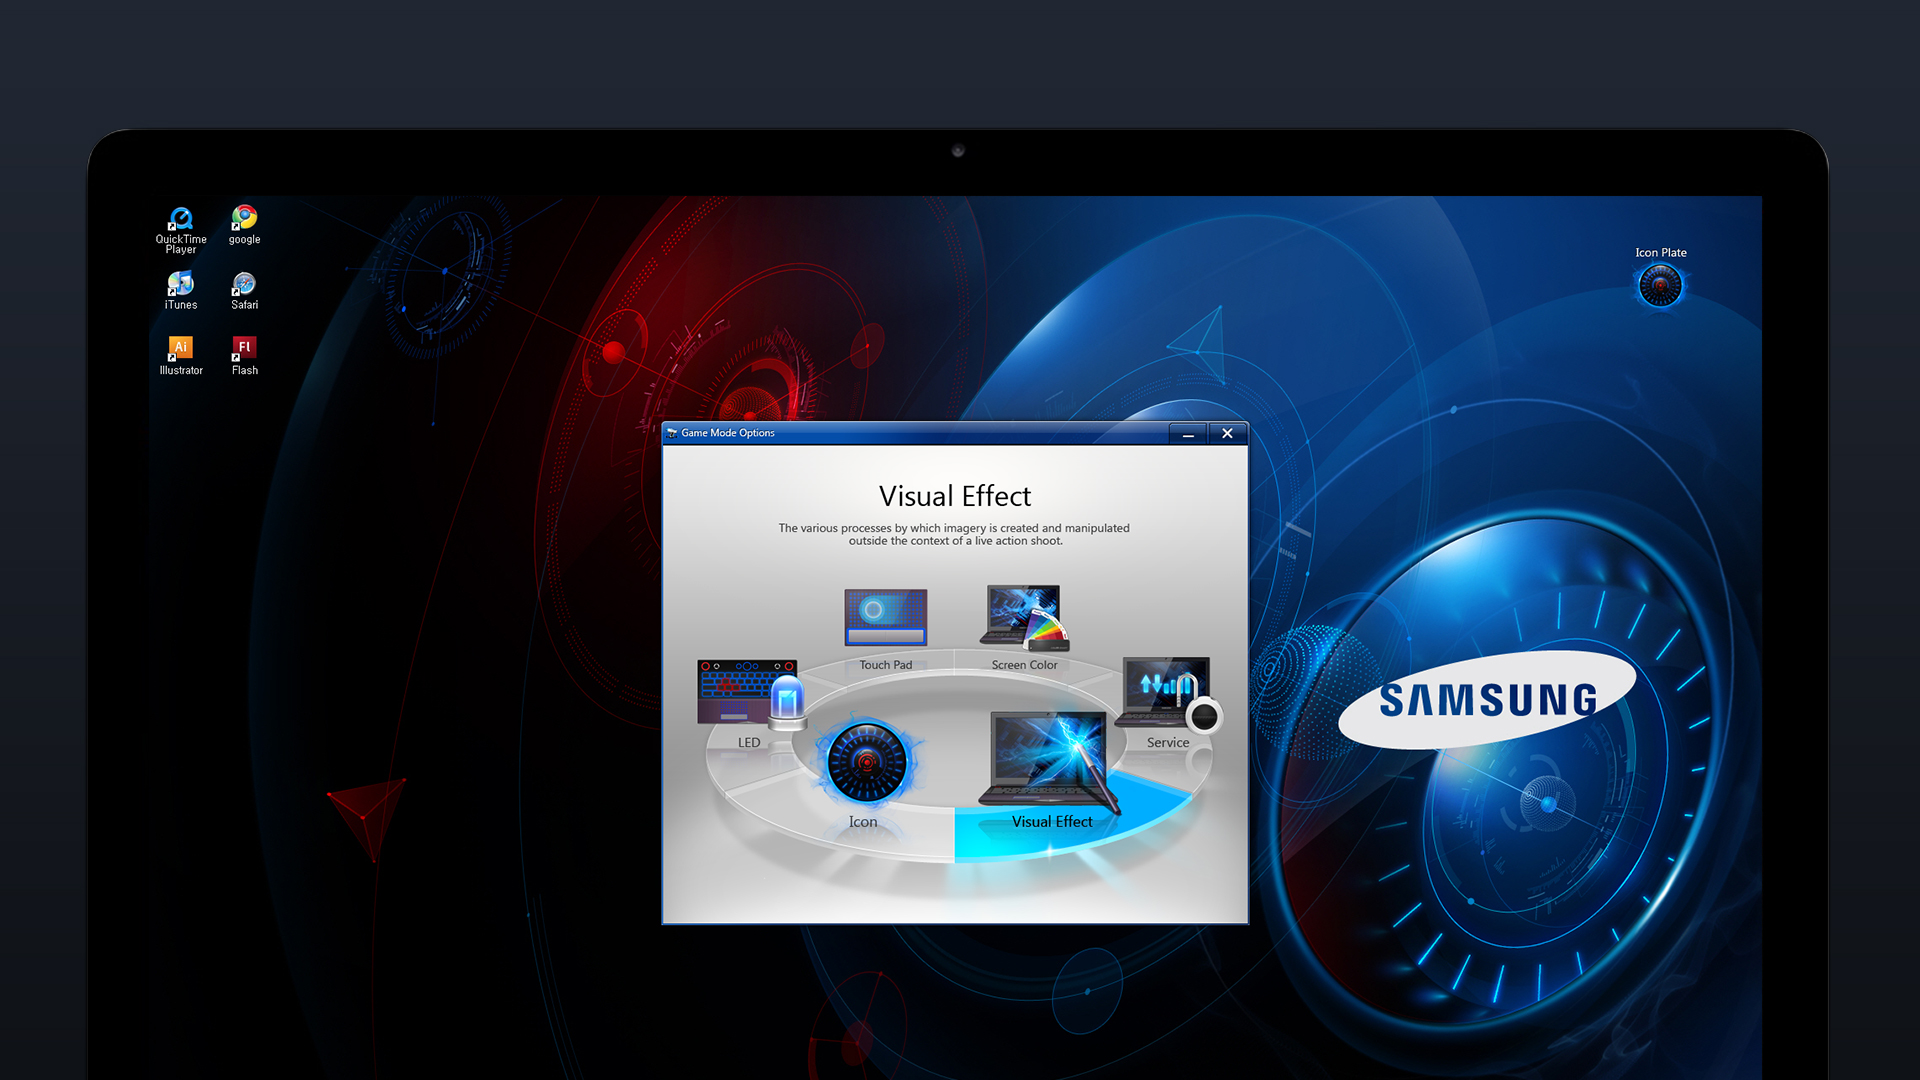 QuickTime
Player
google
iTunes
Safari
Ai
Illustrator
Fl
Flash
Icon Plate
Game Mode Options
Visual Effect
The various processes by which imagery is created and manipulated
outside the context of a live action shoot.
Touch Pad
Screen Color
LED
Service
Icon
Visual Effect
SAMSUNG